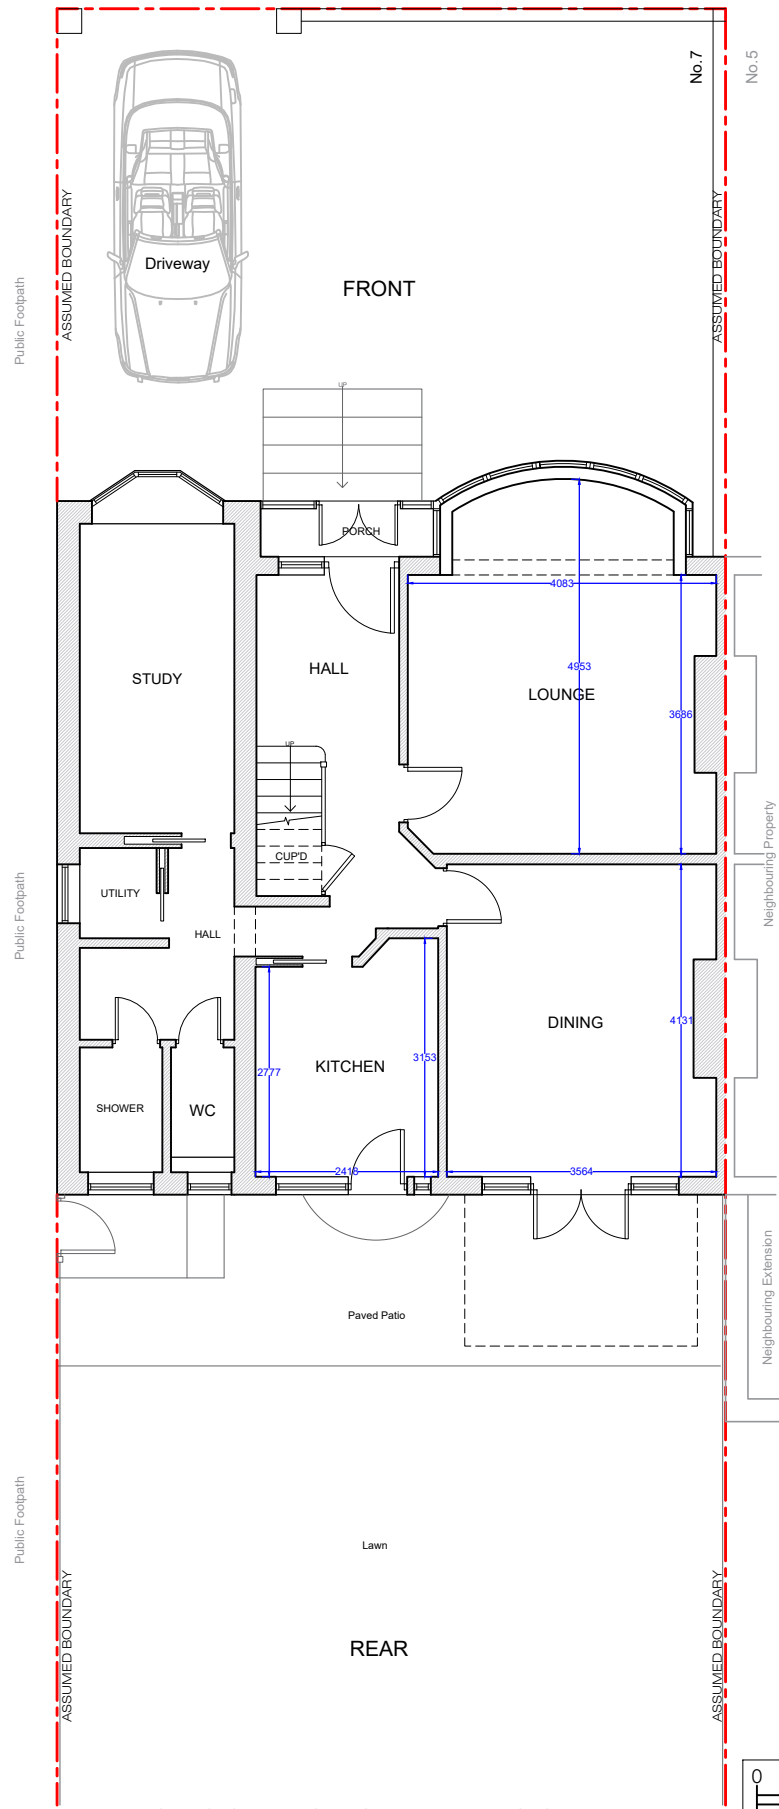 No.7
No.5
ASSUMED BOUNDARY
ASSUMED BOUNDARY
Driveway
FRONT
Public Footpath
UP
PORCH
4083
HALL
STUDY
4953
LOUNGE
3686
UP
CUP'D
Neighbouring Property
UTILITY
Public Footpath
HALL
DINING
4131
KITCHEN
3153
2777
SHOWER
WC
2418
3564
Neighbouring Extension
Paved Patio
Public Footpath
Lawn
ASSUMED BOUNDARY
ASSUMED BOUNDARY
REAR
0